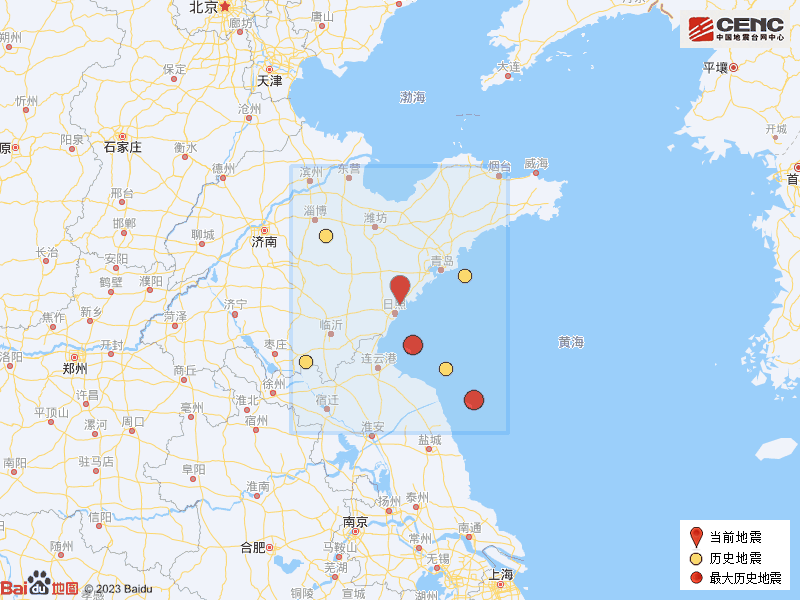 北京
唐山
廊坊
CENC
中国地震台网中心
朔州
保定
天津
大连
平壤
忻州
沧州
渤海
原
阳泉
石家庄
衡水
开城
德州
滨州
东营
烟台
威海
首
邢台
淄博
潍坊
邯郸
聊城
济南
长治
安阳
青岛
鹤壁
濮阳
济宁
日照
焦作
新乡
菏泽
临沂
黄海
洛阳
开封
枣庄
连云港
郑州
商丘
徐州
许昌
宿迁
平顶山
亳州
淮北
漯河
周口
宿州
淮安
盐城
南阳
驻马店
阜阳
淮南
扬州
泰州
信阳
南京
南通
随州
合肥
马鞍山
常州
无锡
芜湖
上海
铜陵
宣城
湖州
当前地震
历史地震
最大历史地震
Bai du 地图
© 2023 Baidu